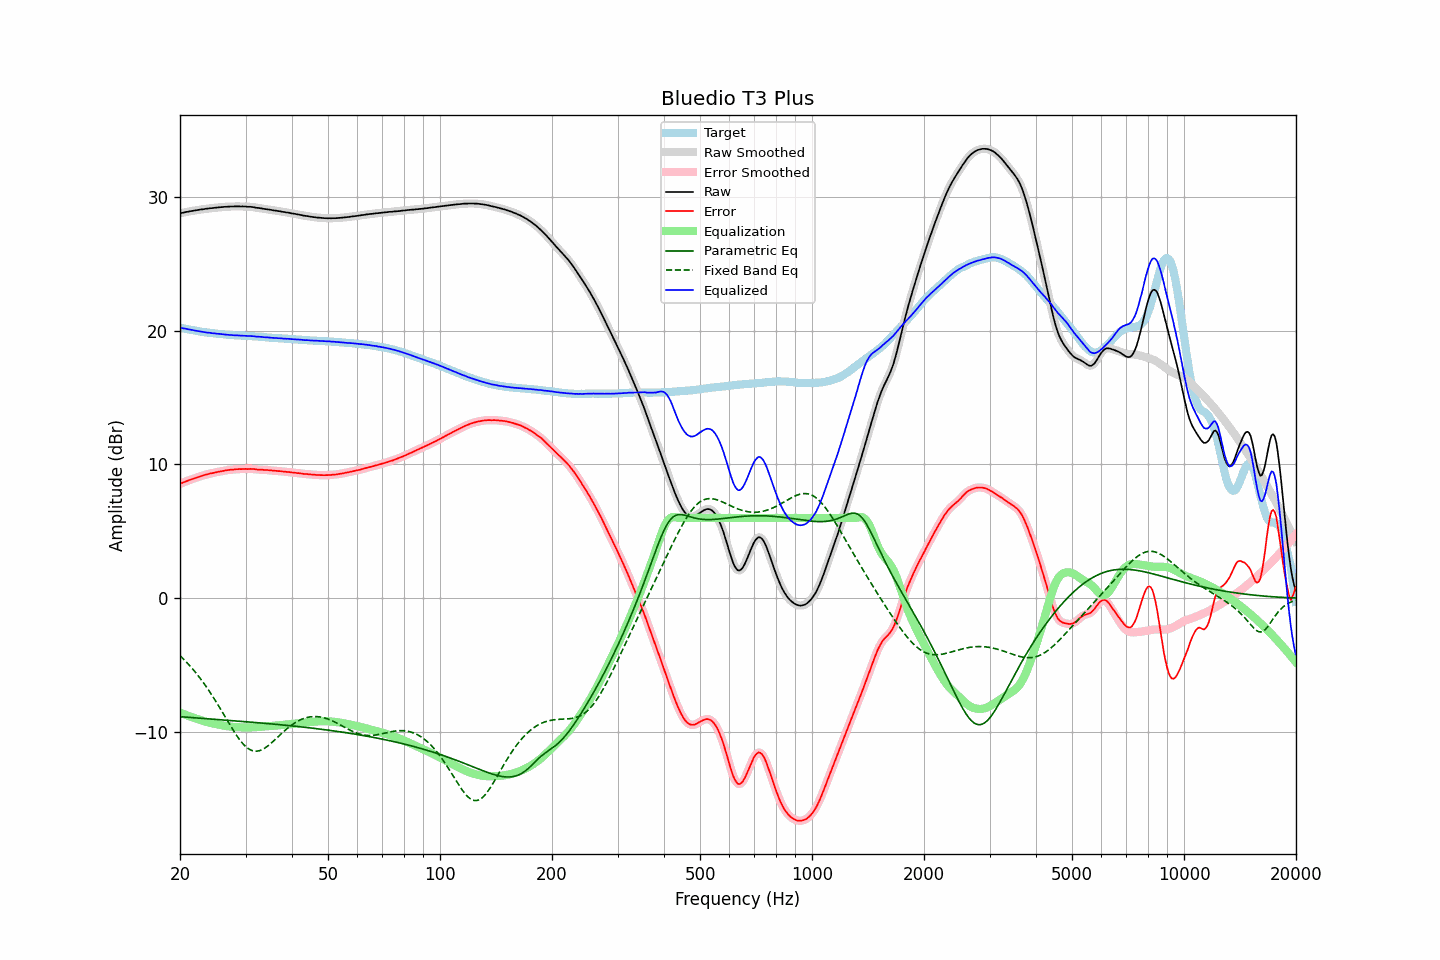 Bluedio T3 Plus
Target
Raw Smoothed
Error Smoothed
Raw
Error
Equalization
Parametric Eq
Fixed Band Eq
Equalized
Amplitude (dBr)
30
20
10
0
−10
20
50
100
200
500
1000
2000
5000
10000
20000
Frequency (Hz)